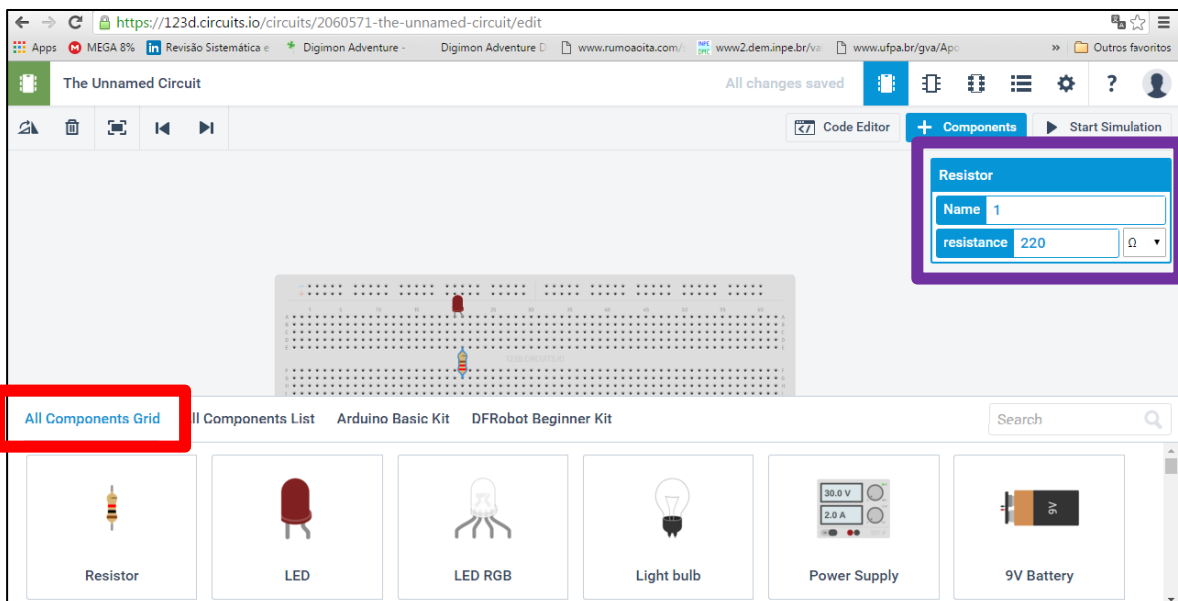 https://123d.circuits.io/circuits/2060571-the-unnamed-circuit/edit
Apps MEGA 8% Revisão Sistemática e Digimon Adventure - Digimon Adventure D www.rumoaoita.com/ www2.dem.inpe.br/va www.ufpa.br/gva/Apo » Outros favoritos
The Unnamed Circuit All changes saved ?
Code Editor + Components Start Simulation
Resistor
Name 1
resistance 220 Ω
123D.CIRCUITS.IO
All Components Grid ll Components List Arduino Basic Kit DFRobot Beginner Kit Search
30.0 V
2.0 A
9V
Resistor LED LED RGB Light bulb Power Supply 9V Battery